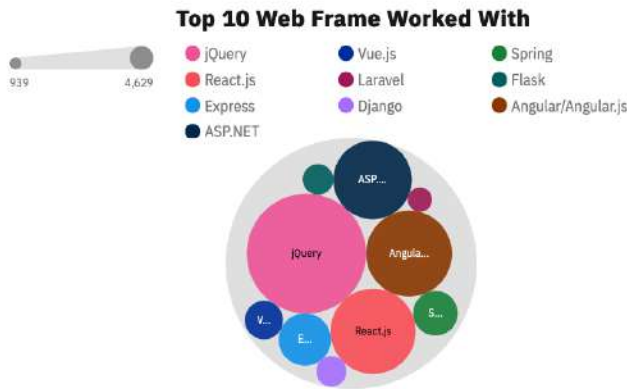 Top 10 Web Frame Worked With
939
4,629
jQuery
Vue.js
Spring
React.js
Laravel
Flask
Express
Django
Angular/Angular.js
ASP.NET
ASP....
jQuery
Angula...
V...
E...
React.js
S...